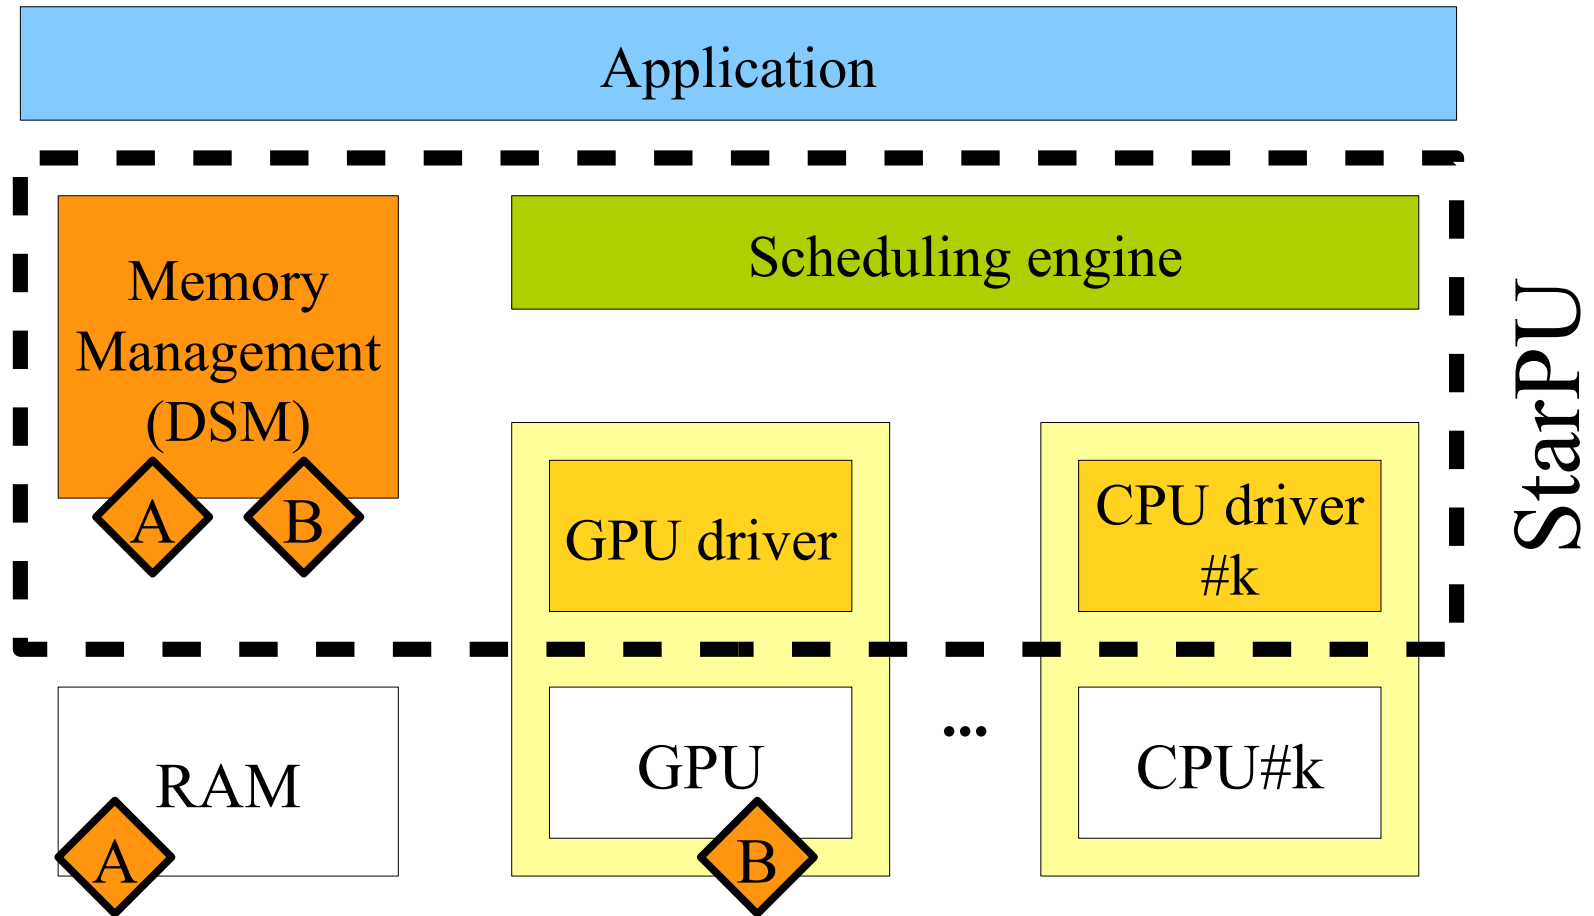 Application
Memory
Management
(DSM)
A
B
Scheduling engine
GPU driver
CPU driver
#k
StarPU
RAM
A
GPU
B
...
CPU#k